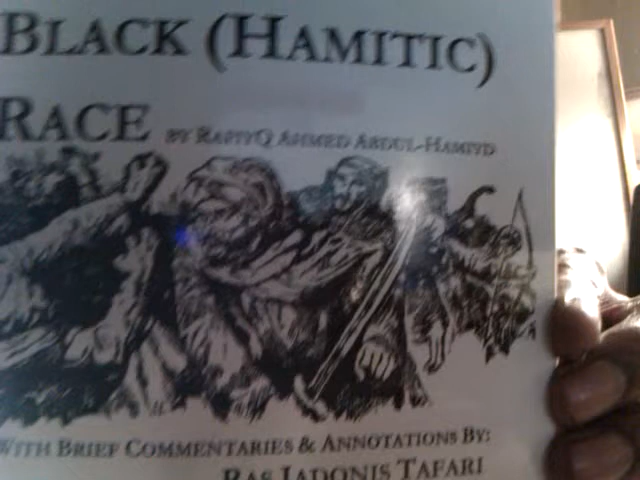 BLACK (HAMITIC)
RACE BY RAFIYQ AHMED ABDUL-HAMIYD
WITH BRIEF COMMENTARIES & ANNOTATIONS BY:
RAS IADONIS TAFARI